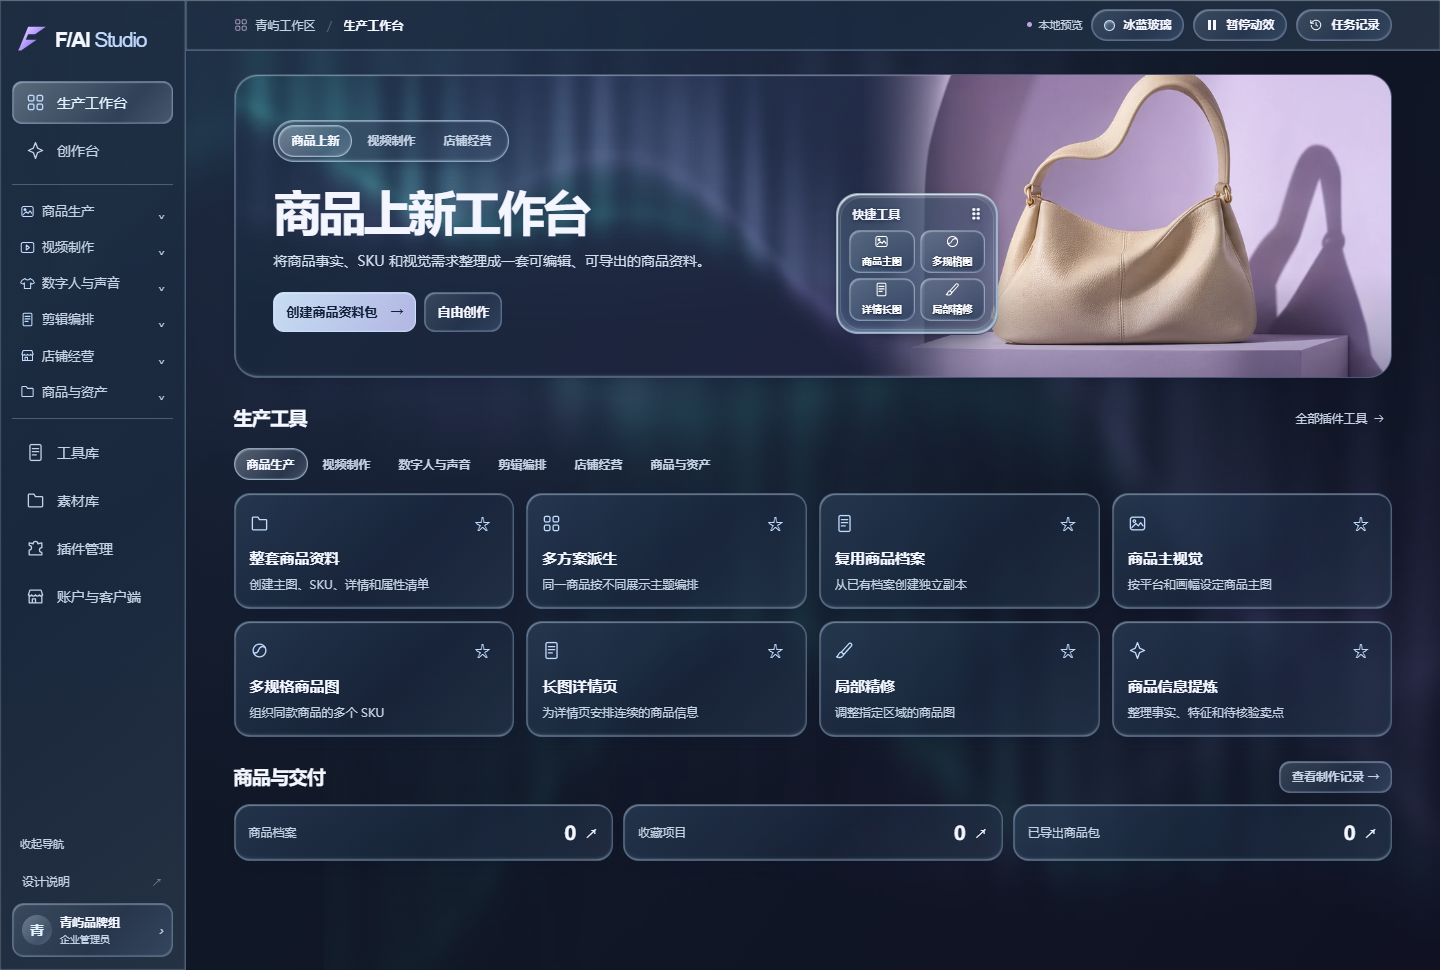 F/AI Studio
生产工作台
创作台
商品生产
视频制作
数字人与声音
剪辑编排
店铺经营
商品与资产
工具库
素材库
插件管理
账户与客户端
收起导航
设计说明
青
青屿品牌组
企业管理员
青屿工作区 / 生产工作台
本地预览
冰蓝玻璃
暂停动效
任务记录
商品上新 视频制作 店铺经营
商品上新工作台
将商品事实、SKU 和视觉需求整理成一套可编辑、可导出的商品资料。
创建商品资料包 →
自由创作
快捷工具
商品主图 多规格图
详情长图 局部精修
生产工具
全部插件工具 →
商品生产 视频制作 数字人与声音 剪辑编排 店铺经营 商品与资产
整套商品资料
创建主图、SKU、详情和属性清单
多方案派生
同一商品按不同展示主题编排
复用商品档案
从已有档案创建独立副本
商品主视觉
按平台和画幅设定商品主图
多规格商品图
组织同款商品的多个 SKU
长图详情页
为详情页安排连续的商品信息
局部精修
调整指定区域的商品图
商品信息提炼
整理事实、特征和待核验卖点
商品与交付
查看制作记录 →
商品档案 0
收藏项目 0
已导出商品包 0